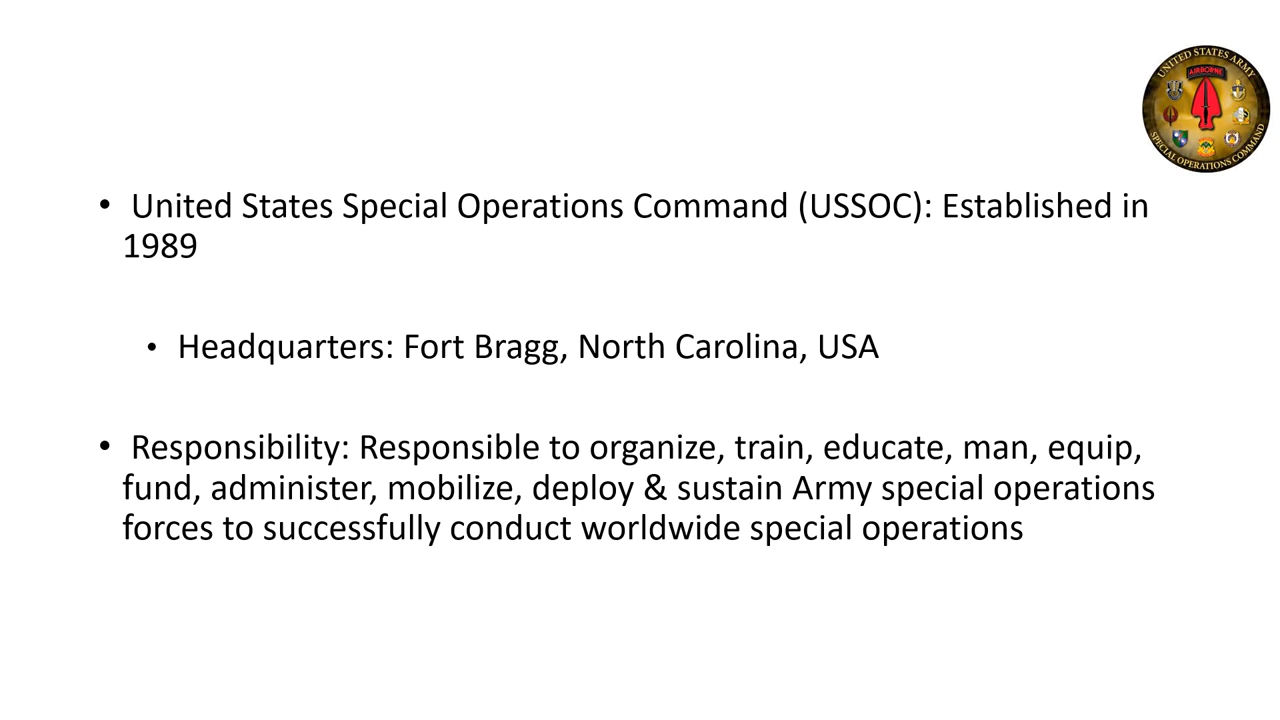 UNITED STATES ARMY
AIRBORNE
SPECIAL OPERATIONS COMMAND
• United States Special Operations Command (USSOC): Established in
1989
• Headquarters: Fort Bragg, North Carolina, USA
• Responsibility: Responsible to organize, train, educate, man, equip,
fund, administer, mobilize, deploy & sustain Army special operations
forces to successfully conduct worldwide special operations